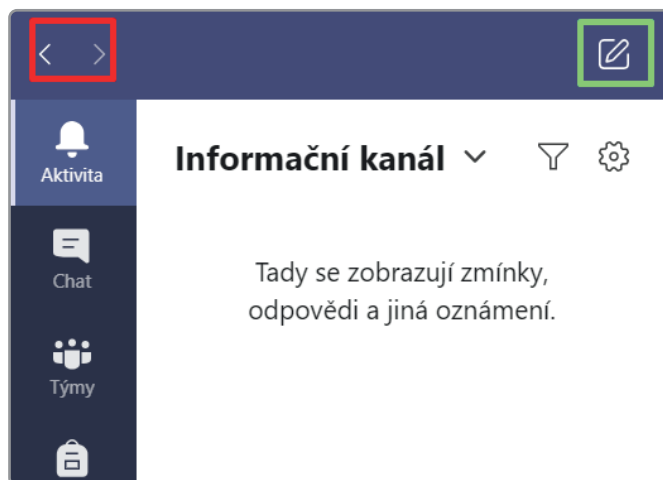 Aktivita
Informační kanál
Chat
Tady se zobrazují zmínky,
odpovědi a jiná oznámení.
Týmy